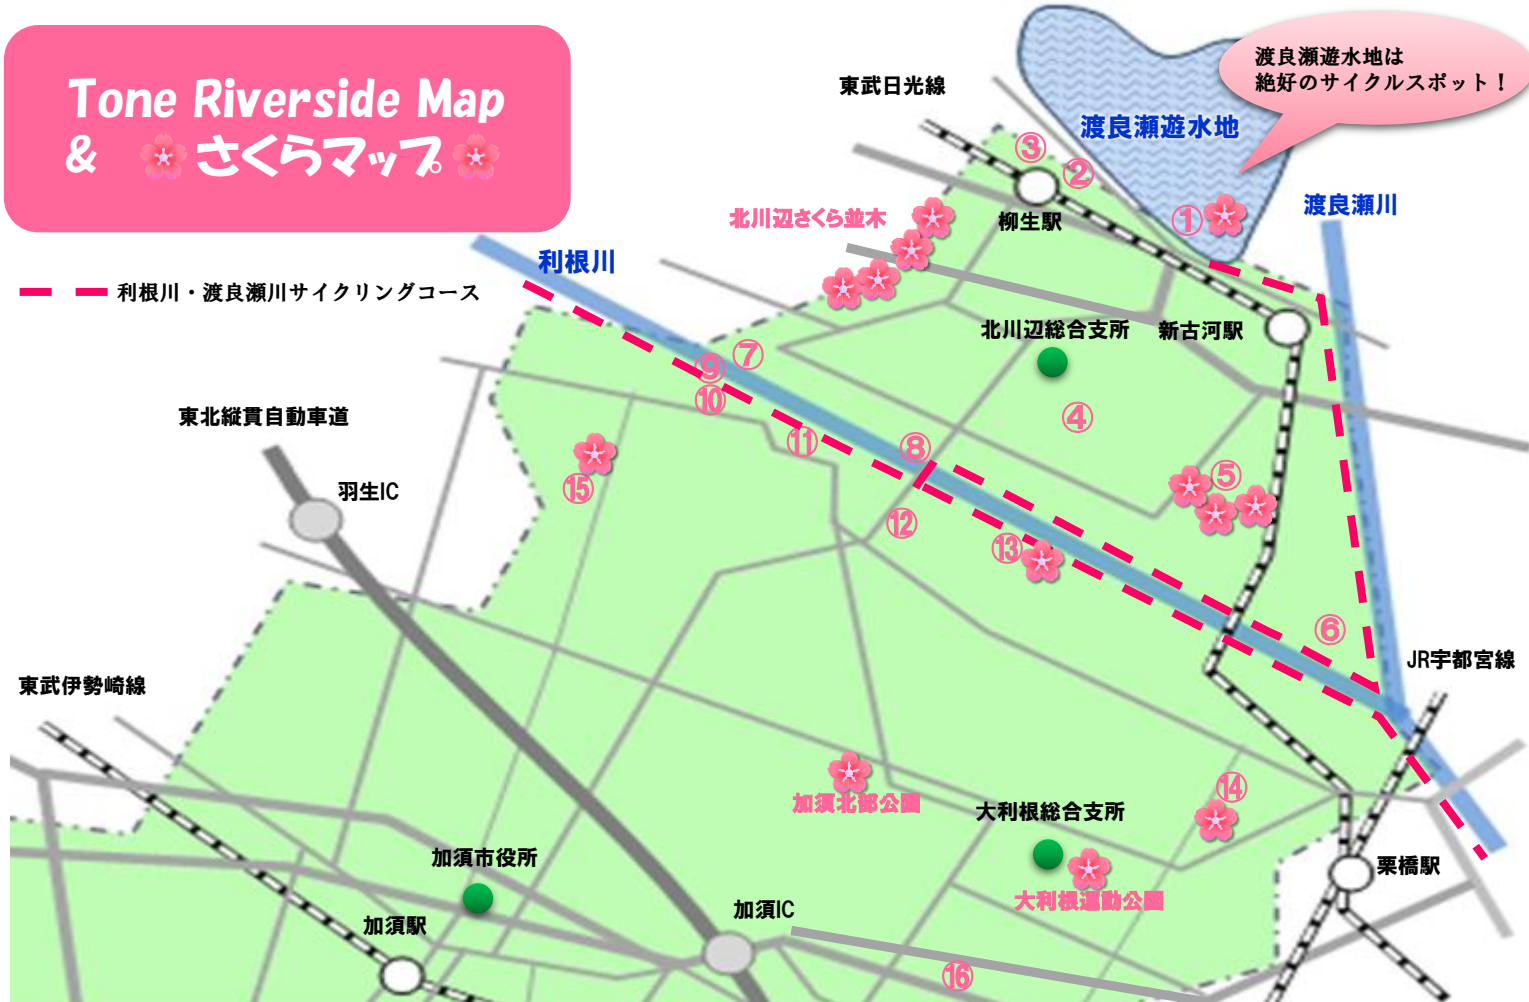 Tone Riverside Map
& さくらマップ。
渡良瀬遊水地は
絶好のサイクルスポット！
東武日光線
渡良瀬遊水地
③
②
①
渡良瀬川
北川辺さくら並木
柳生駅
利根川
利根川・渡良瀬川サイクリングコース
北川辺総合支所
新古河駅
⑦
⑨
⑩
④
東北縦貫自動車道
⑪
⑧
⑤
羽生IC
⑮
⑫
⑬
⑥
JR宇都宮線
東武伊勢崎線
加須北部公園
⑭
大利根総合支所
加須市役所
栗橋駅
大利根運動公園
加須駅
加須IC
⑯